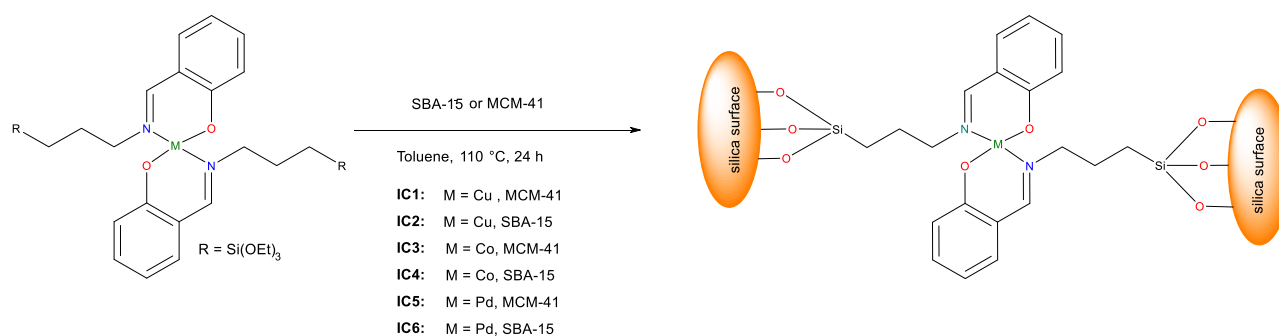 R
N
O
M
O
N
R
R = Si(OEt)3
SBA-15 or MCM-41
Toluene, 110 °C, 24 h
IC1: M = Cu , MCM-41
IC2: M = Cu, SBA-15
IC3: M = Co, MCM-41
IC4: M = Co, SBA-15
IC5: M = Pd, MCM-41
IC6: M = Pd, SBA-15
silica surface
O
O
O
Si
N
O
M
O
N
Si
O
O
O
silica surface